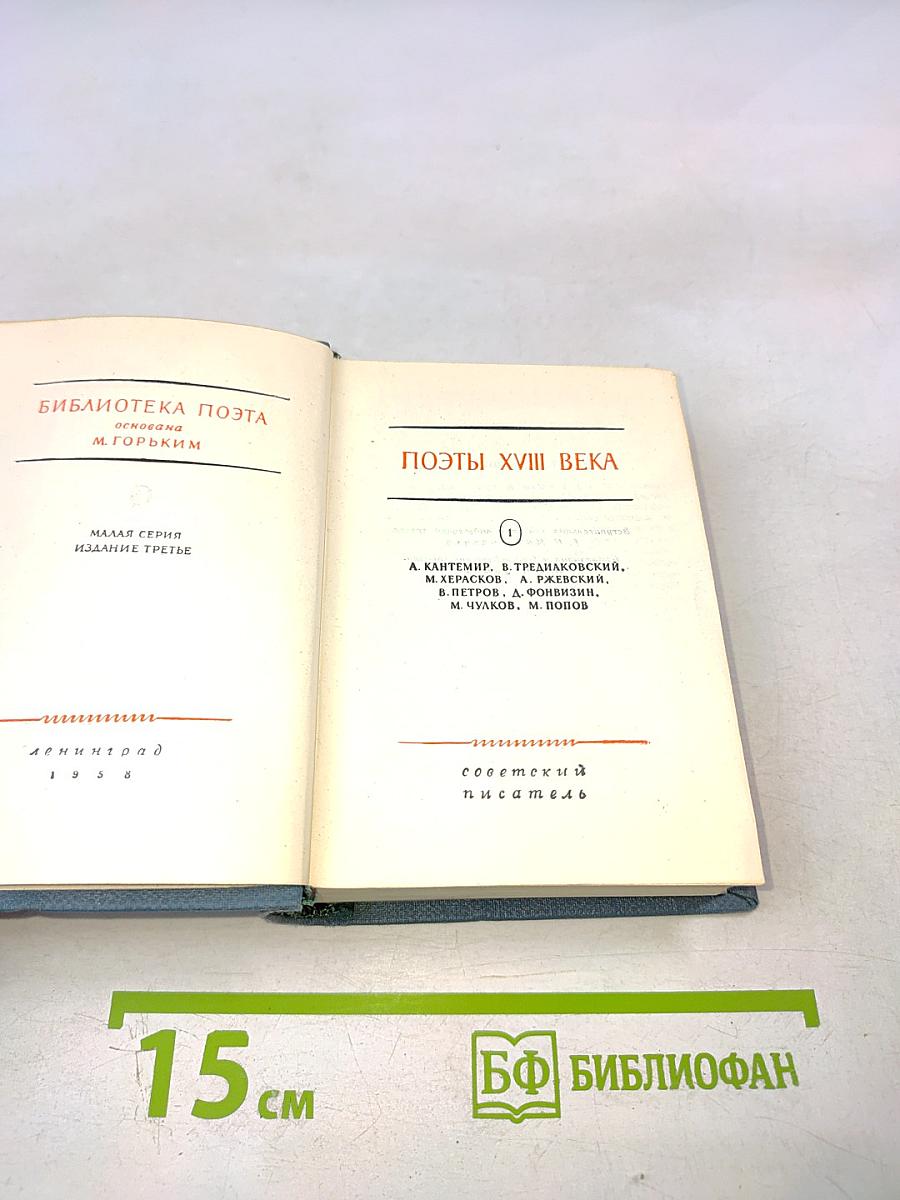 БИБЛИОТЕКА ПОЭТА
основана
М. ГОРЬКИМ
МАЛАЯ СЕРИЯ
ИЗДАНИЕ ТРЕТЬЕ
ленинград
1958
ПОЭТЫ XVIII ВЕКА
1
А. КАНТЕМИР, В. ТРЕДИАКОВСКИЙ,
М. ХЕРАСКОВ, А. РЖЕВСКИЙ,
В. ПЕТРОВ, Д. ФОНВИЗИН,
М. ЧУЛКОВ, М. ПОПОВ
советский
писатель
15 см
БФ БИБЛИОФАН